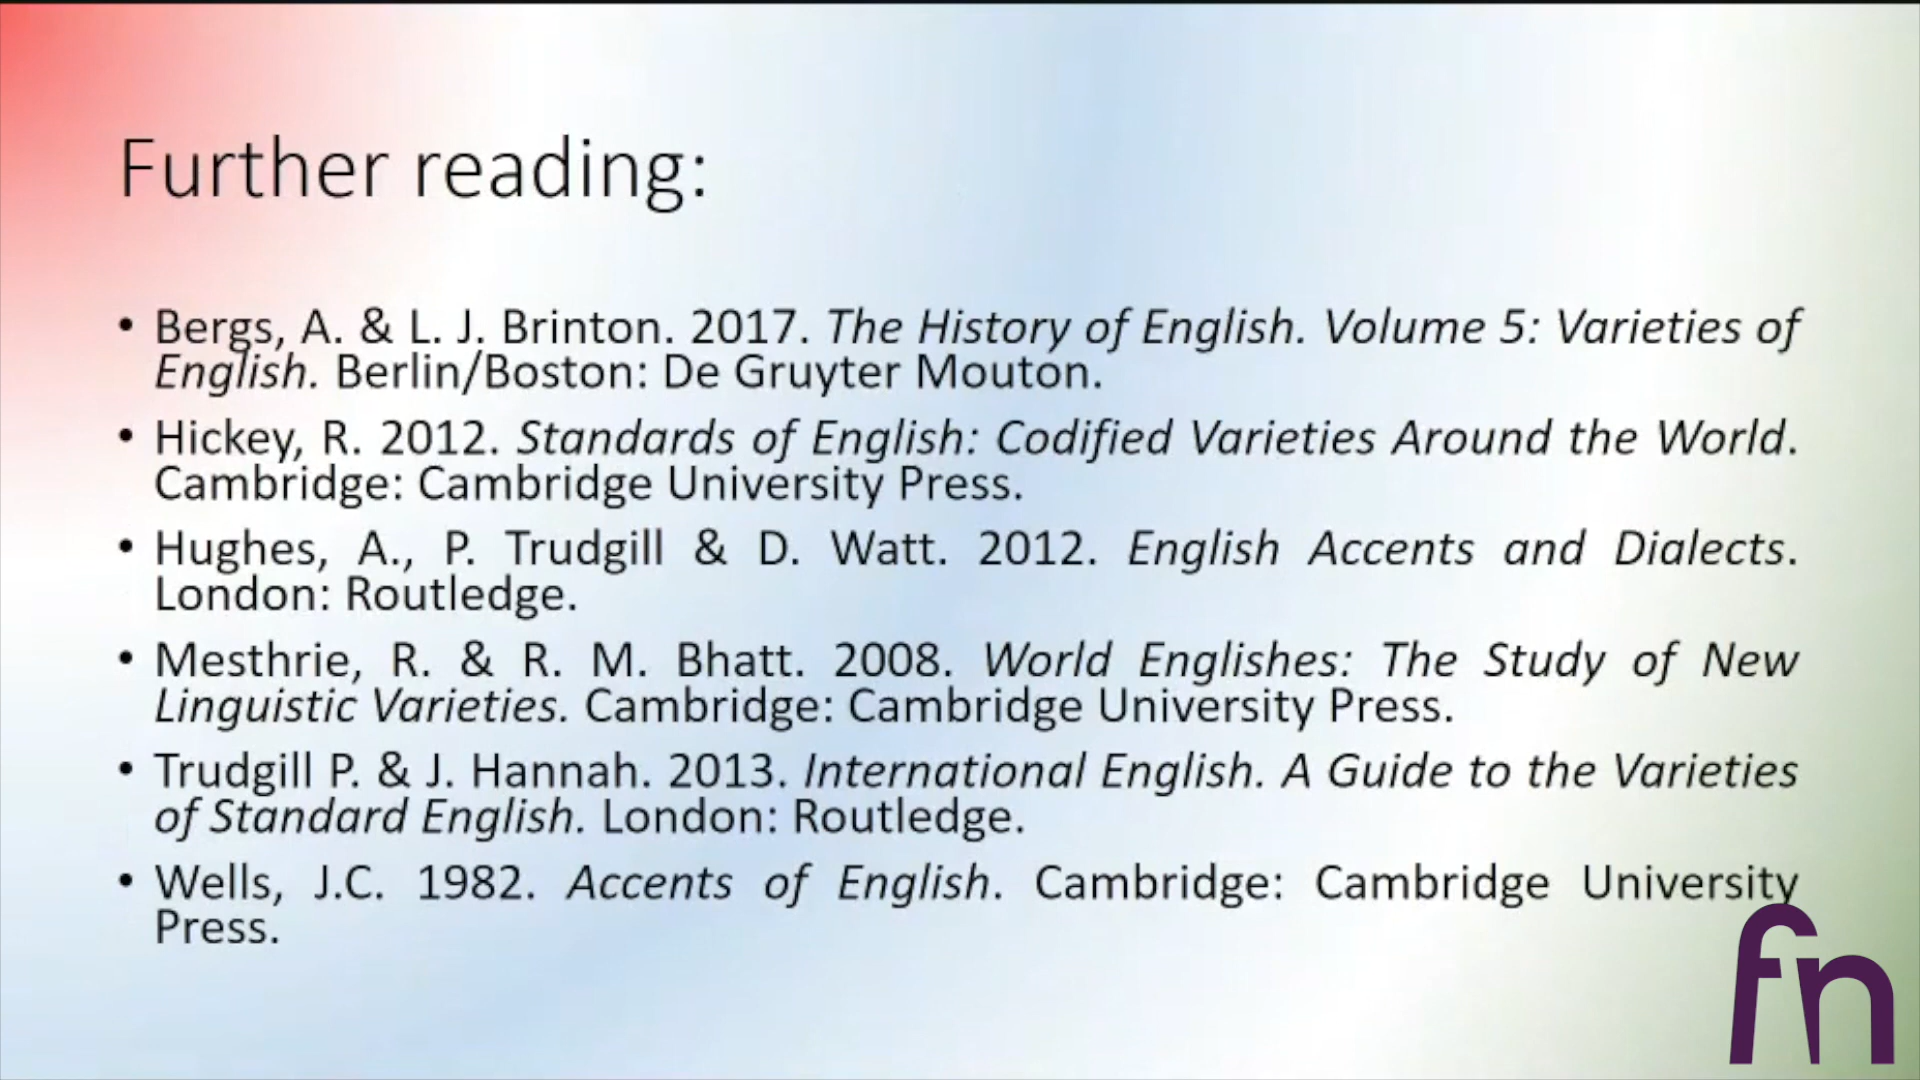 Further reading:
• Bergs, A. & L. J. Brinton. 2017. The History of English. Volume 5: Varieties of
English. Berlin/Boston: De Gruyter Mouton.
• Hickey, R. 2012. Standards of English: Codified Varieties Around the World.
Cambridge: Cambridge University Press.
• Hughes, A., P. Trudgill & D. Watt. 2012. English Accents and Dialects.
London: Routledge.
• Mesthrie, R. & R. M. Bhatt. 2008. World Englishes: The Study of New
Linguistic Varieties. Cambridge: Cambridge University Press.
• Trudgill P. & J. Hannah. 2013. International English. A Guide to the Varieties
of Standard English. London: Routledge.
• Wells, J.C. 1982. Accents of English. Cambridge: Cambridge University
Press.
fn